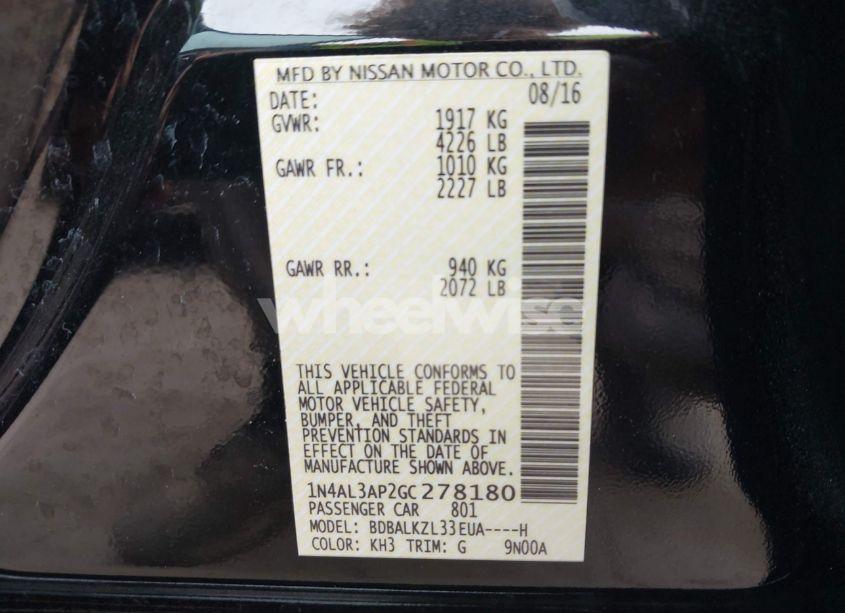 MFD BY NISSAN MOTOR CO., LTD.
DATE: 08/16
GVWR: 1917 KG
4226 LB
GAWR FR.: 1010 KG
2227 LB
GAWR RR.: 940 KG
2072 LB
wheelwise
THIS VEHICLE CONFORMS TO
ALL APPLICABLE FEDERAL
MOTOR VEHICLE SAFETY,
BUMPER, AND THEFT
PREVENTION STANDARDS IN
EFFECT ON THE DATE OF
MANUFACTURE SHOWN ABOVE.
1N4AL3AP2GC278180
PASSENGER CAR 801
MODEL: BDBALKZL33EUA----H
COLOR: KH3 TRIM: G 9N00A